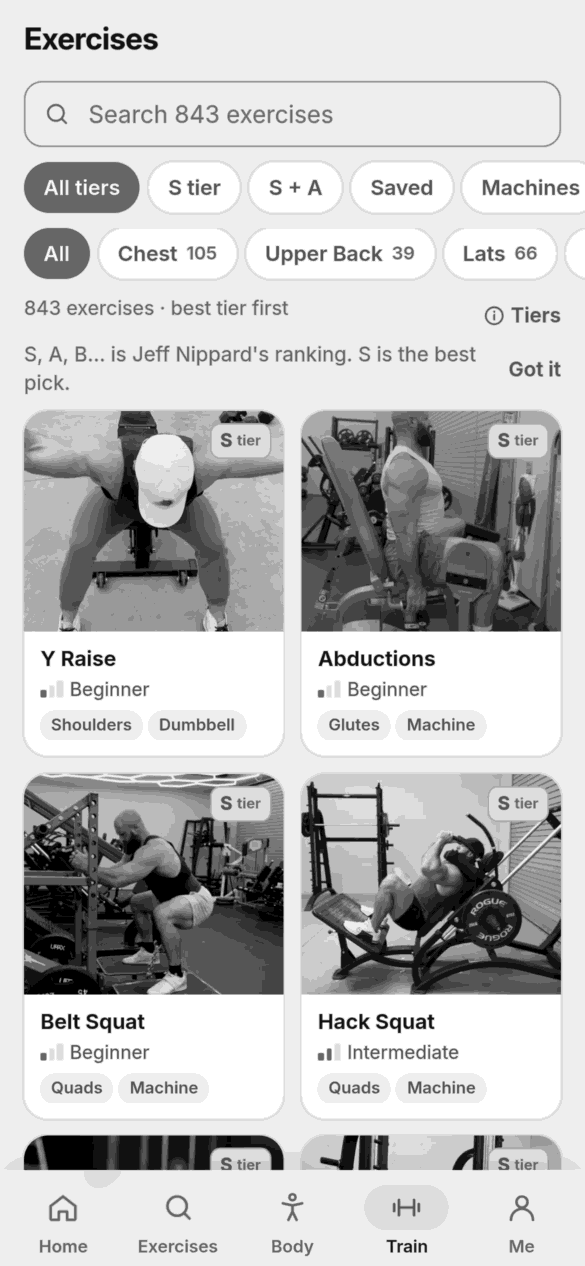 Exercises
Search 843 exercises
All tiers S tier S + A Saved Machines
All Chest 105 Upper Back 39 Lats 66
843 exercises · best tier first
Tiers
S, A, B... is Jeff Nippard's ranking. S is the best
pick.
Got it
S tier
S tier
Y Raise
Beginner
Shoulders Dumbbell
Abductions
Beginner
Glutes Machine
S tier
S tier
ROGUE
ROGUE
Belt Squat
Beginner
Quads Machine
Hack Squat
Intermediate
Quads Machine
S tier
S tier
Home Exercises Body Train Me